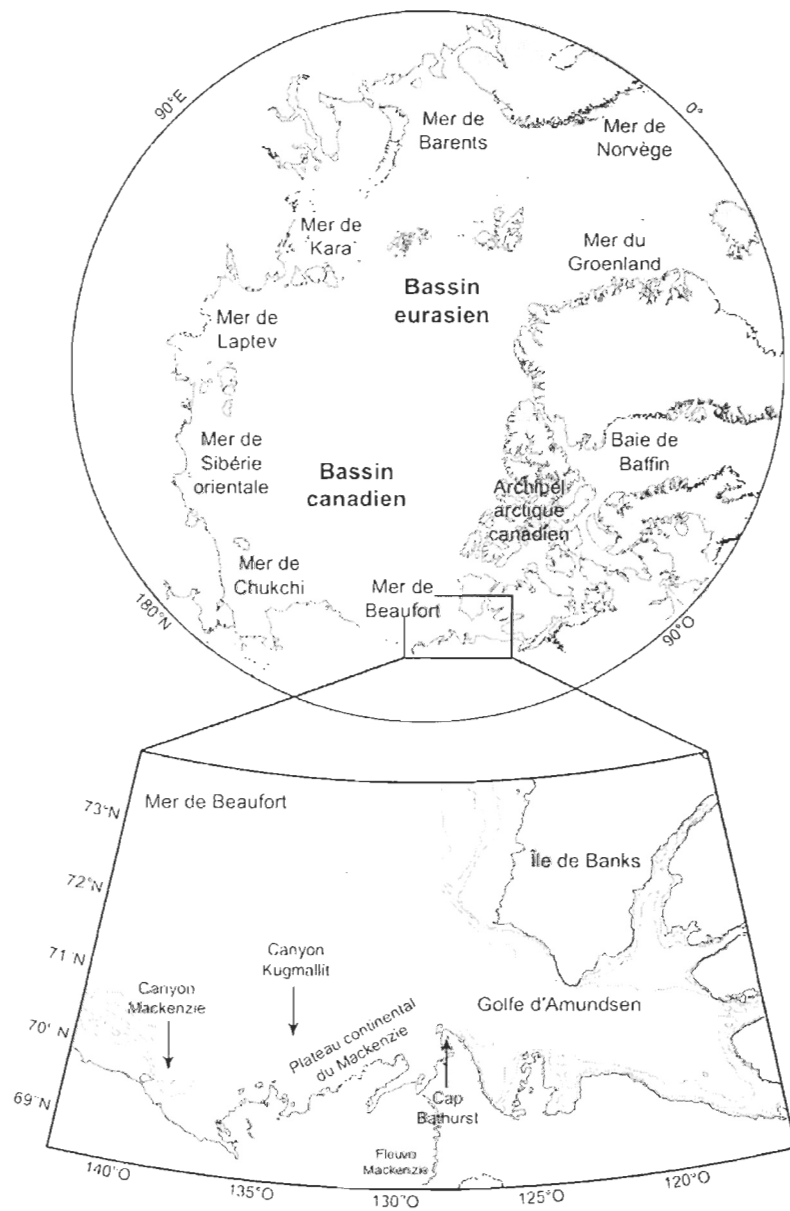 90°E
0°
Mer de
Barents
Mer de
Norvège
Mer de
Kara
Mer du
Groenland
Bassin
eurasien
Mer de
Laptev
Mer de
Sibérie
orientale
Bassin
canadien
Baie de
Baffin
Archipel
arctique
canadien
Mer de
Chukchi
Mer de
Beaufort
180°N
90°O
73°N
Mer de Beaufort
Île de Banks
72°N
71°N
Canyon
Kugmallit
Canyon
Mackenzie
Golfe d'Amundsen
70°N
Plateau continental
du Mackenzie
69°N
Cap
Bathurst
Fleuve
Mackenzie
140°O
135°O
130°O
125°O
120°O